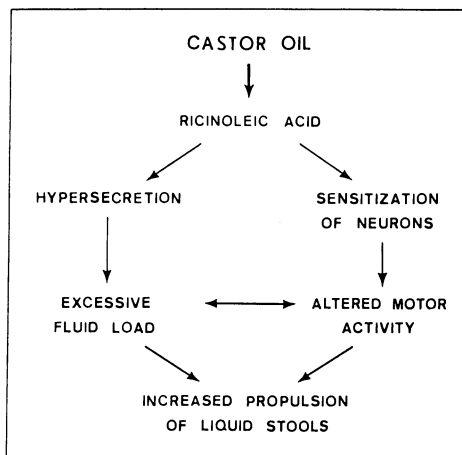 CASTOR OIL
RICINOLEIC ACID
HYPERSECRETION
SENSITIZATION
OF NEURONS
EXCESSIVE
FLUID LOAD
ALTERED MOTOR
ACTIVITY
INCREASED PROPULSION
OF LIQUID STOOLS